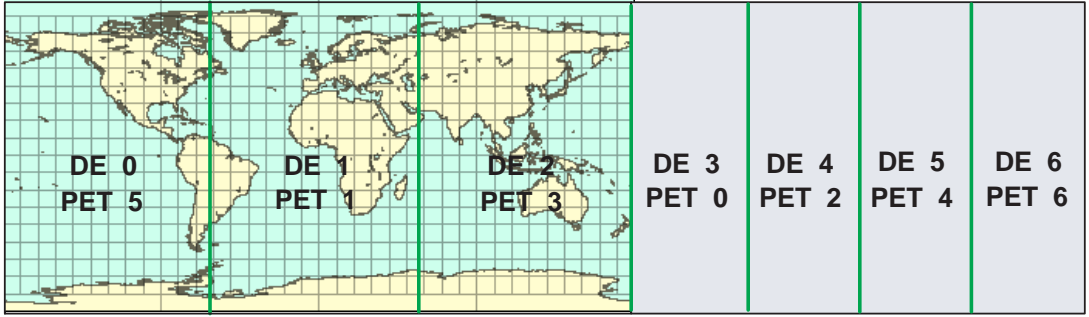 DE 0
PET 5
DE 1
PET 1
DE 2
PET 3
DE 3
PET 0
DE 4
PET 2
DE 5
PET 4
DE 6
PET 6